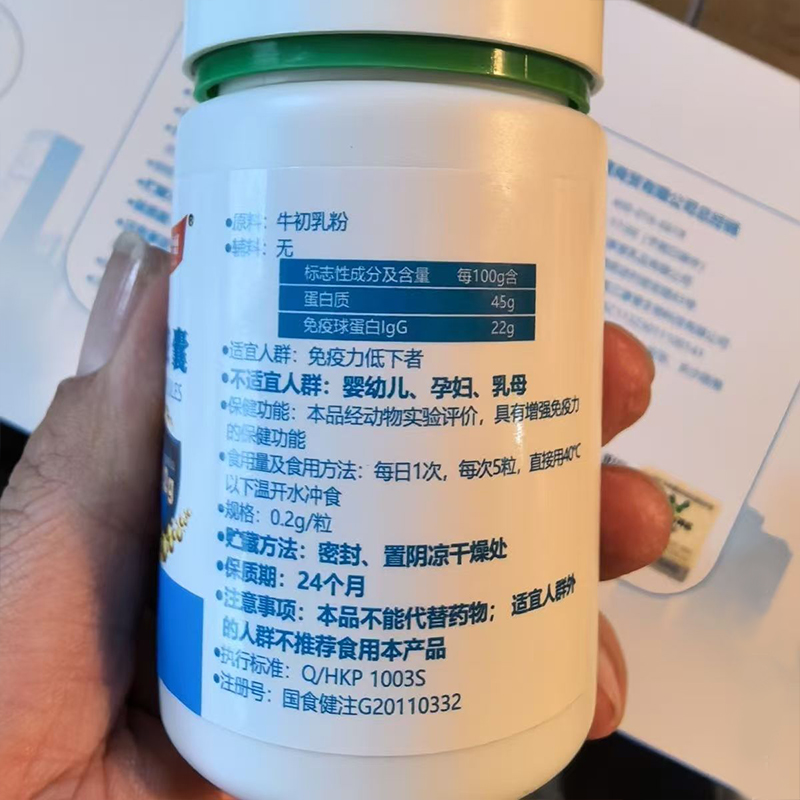 原料：牛初乳粉
辅料：无
标志性成分及含量 每100g含
蛋白质 45g
免疫球蛋白IgG 22g
适宜人群：免疫力低下者
不适宜人群：婴幼儿、孕妇、乳母
保健功能：本品经动物实验评价，具有增强免疫力
的保健功能
食用量及食用方法：每日1次，每次5粒，直接用40℃
以下温开水冲食
规格：0.2g/粒
贮藏方法：密封、置阴凉干燥处
保质期：24个月
注意事项：本品不能代替药物；适宜人群外
的人群不推荐食用本产品
执行标准：Q/HKP 1003S
注册号：国食健注G20110332
囊
®